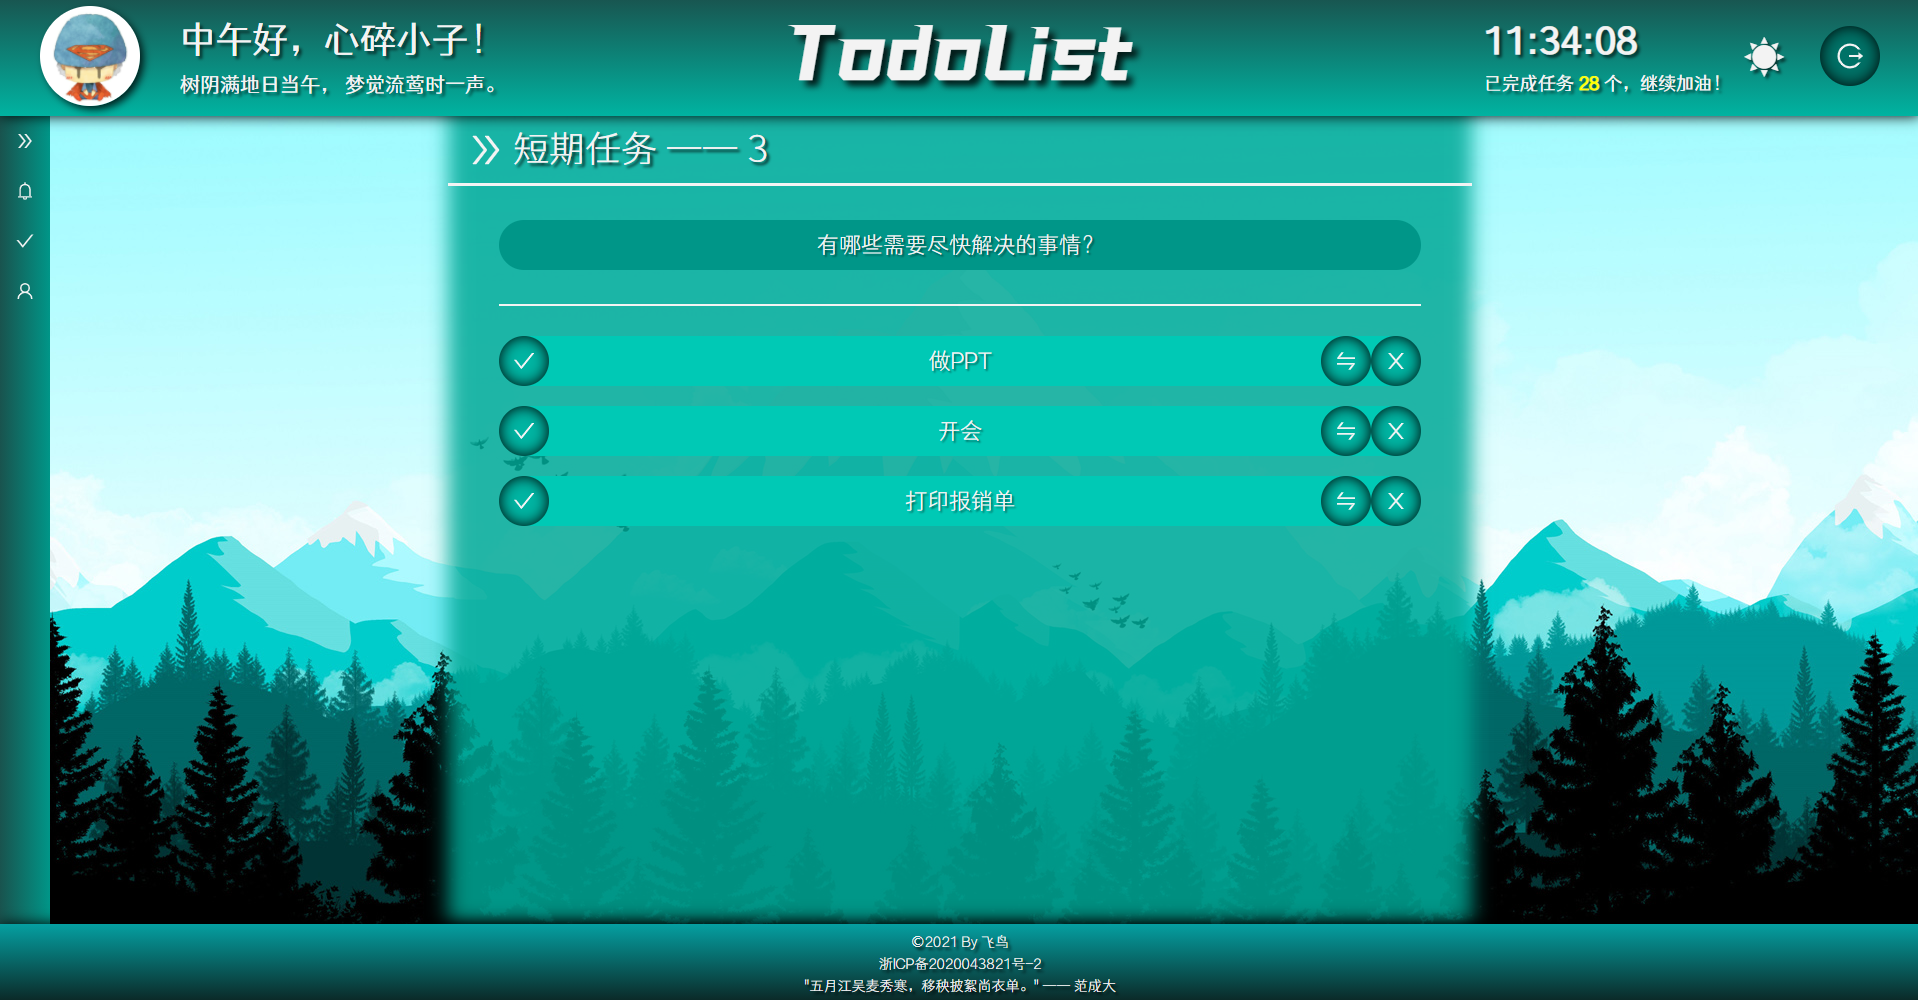 中午好，心碎小子！
树阴满地日当午， 梦觉流莺时一声。
TodoList
11:34:08
已完成任务 28 个，继续加油！
短期任务 —— 3
有哪些需要尽快解决的事情？
做PPT
开会
打印报销单
©2021 By 飞鸟
浙ICP备2020043821号-2
"五月江吴麦秀寒，移秧披絮尚衣单。" —— 范成大